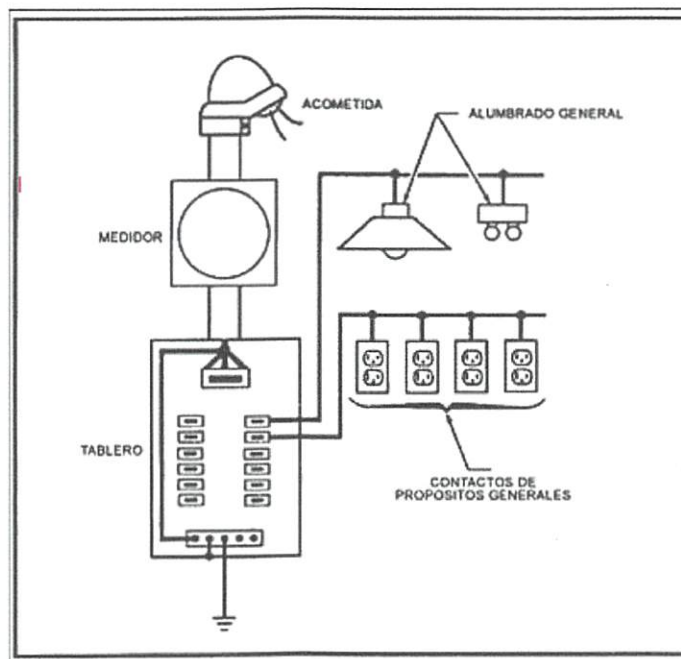 ACOMETIDA
ALUMBRADO GENERAL
MEDIDOR
TABLERO
CONTACTOS DE
PROPOSITOS GENERALES